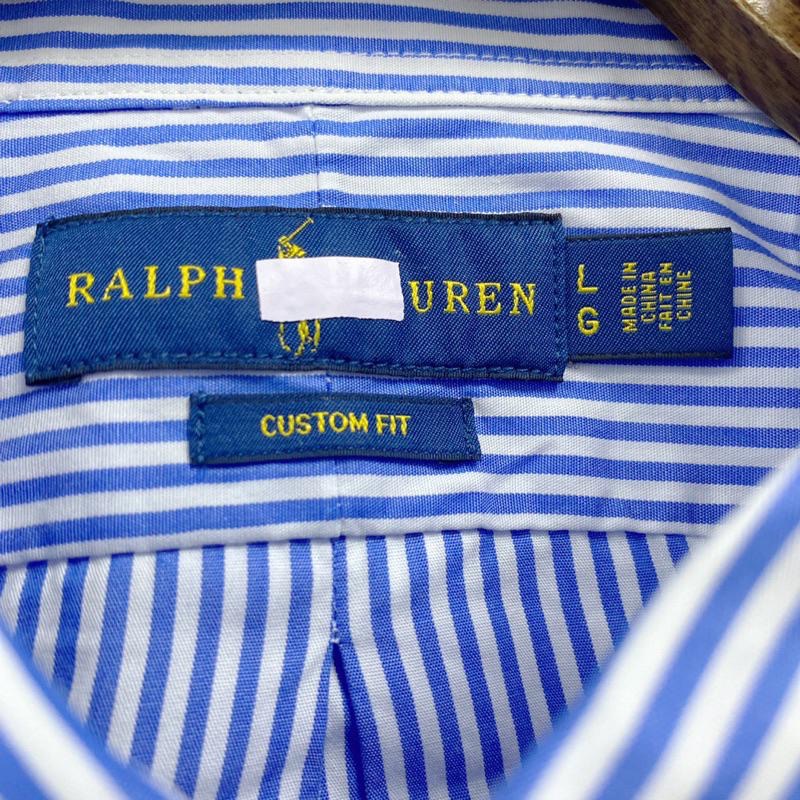 RALPH UREN
L
G
MADE IN
CHINA
FAIT EN
CHINE
CUSTOM FIT